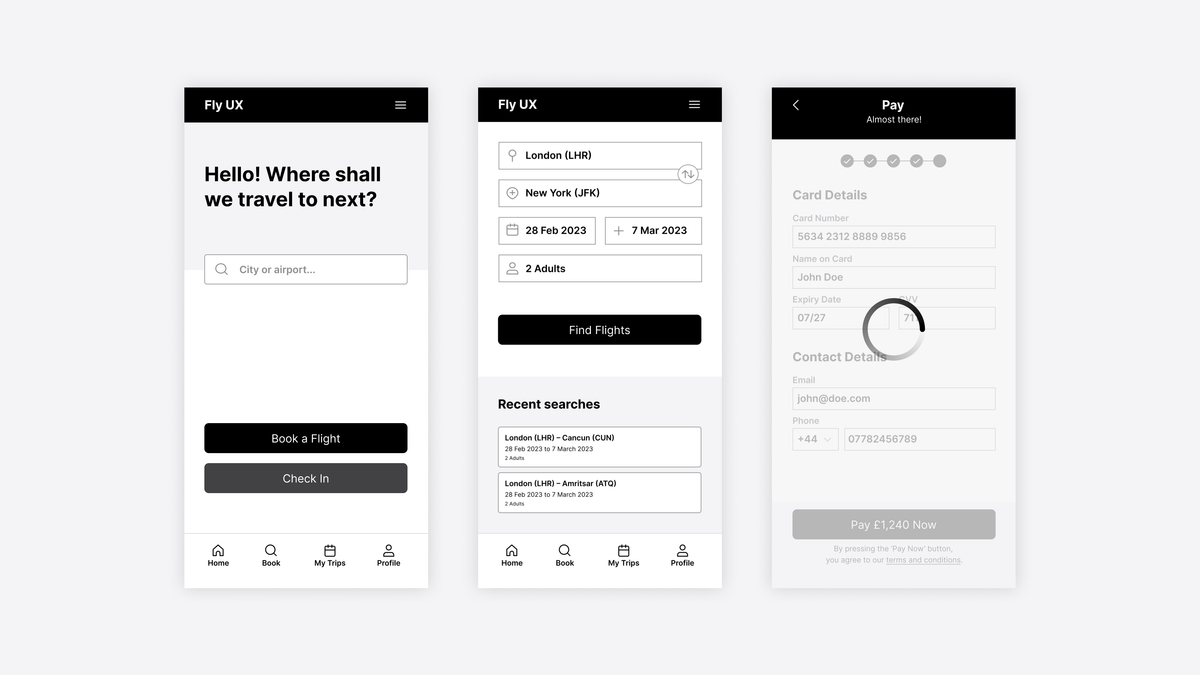 Fly UX
Hello! Where shall
we travel to next?
City or airport...
Book a Flight
Check In
Home Book My Trips Profile
Fly UX
London (LHR)
New York (JFK)
28 Feb 2023 7 Mar 2023
2 Adults
Find Flights
Recent searches
London (LHR) – Cancun (CUN)
28 Feb 2023 to 7 March 2023
2 Adults
London (LHR) – Amritsar (ATQ)
28 Feb 2023 to 7 March 2023
2 Adults
Home Book My Trips Profile
Pay
Almost there!
Card Details
Card Number
5634 2312 8889 9856
Name on Card
John Doe
Expiry Date
07/27
Contact Details
Email
john@doe.com
Phone
+44 07782456789
Pay £1,240 Now
By pressing the 'Pay Now' button,
you agree to our terms and conditions.